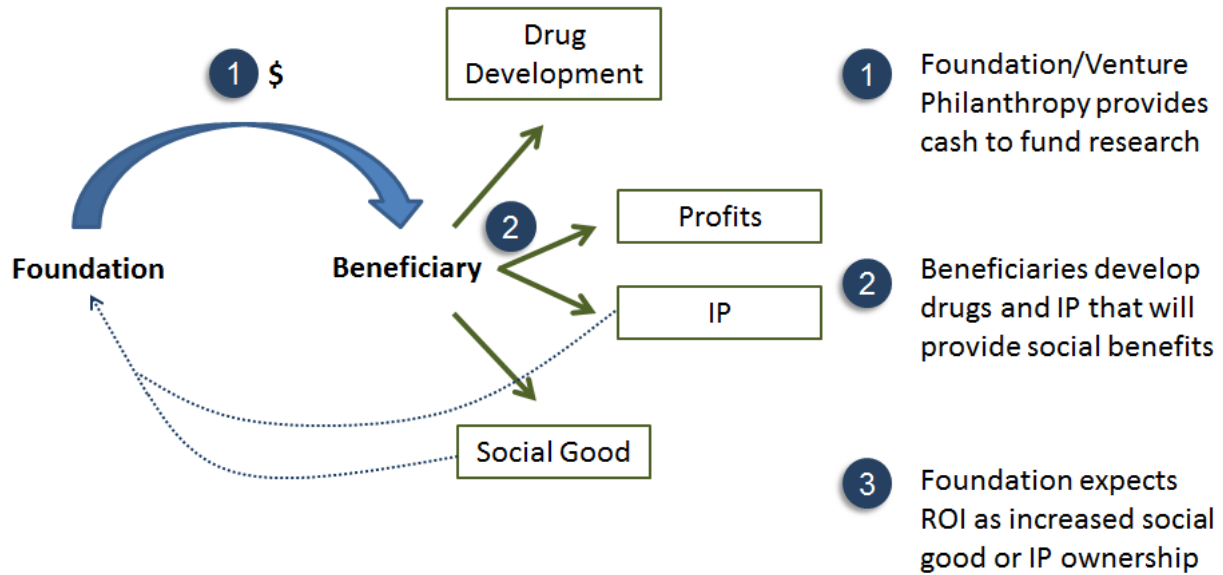 1 $
Drug
Development
Foundation
Beneficiary
2
Profits
IP
Social Good
1
Foundation/Venture
Philanthropy provides
cash to fund research
2
Beneficiaries develop
drugs and IP that will
provide social benefits
3
Foundation expects
ROI as increased social
good or IP ownership